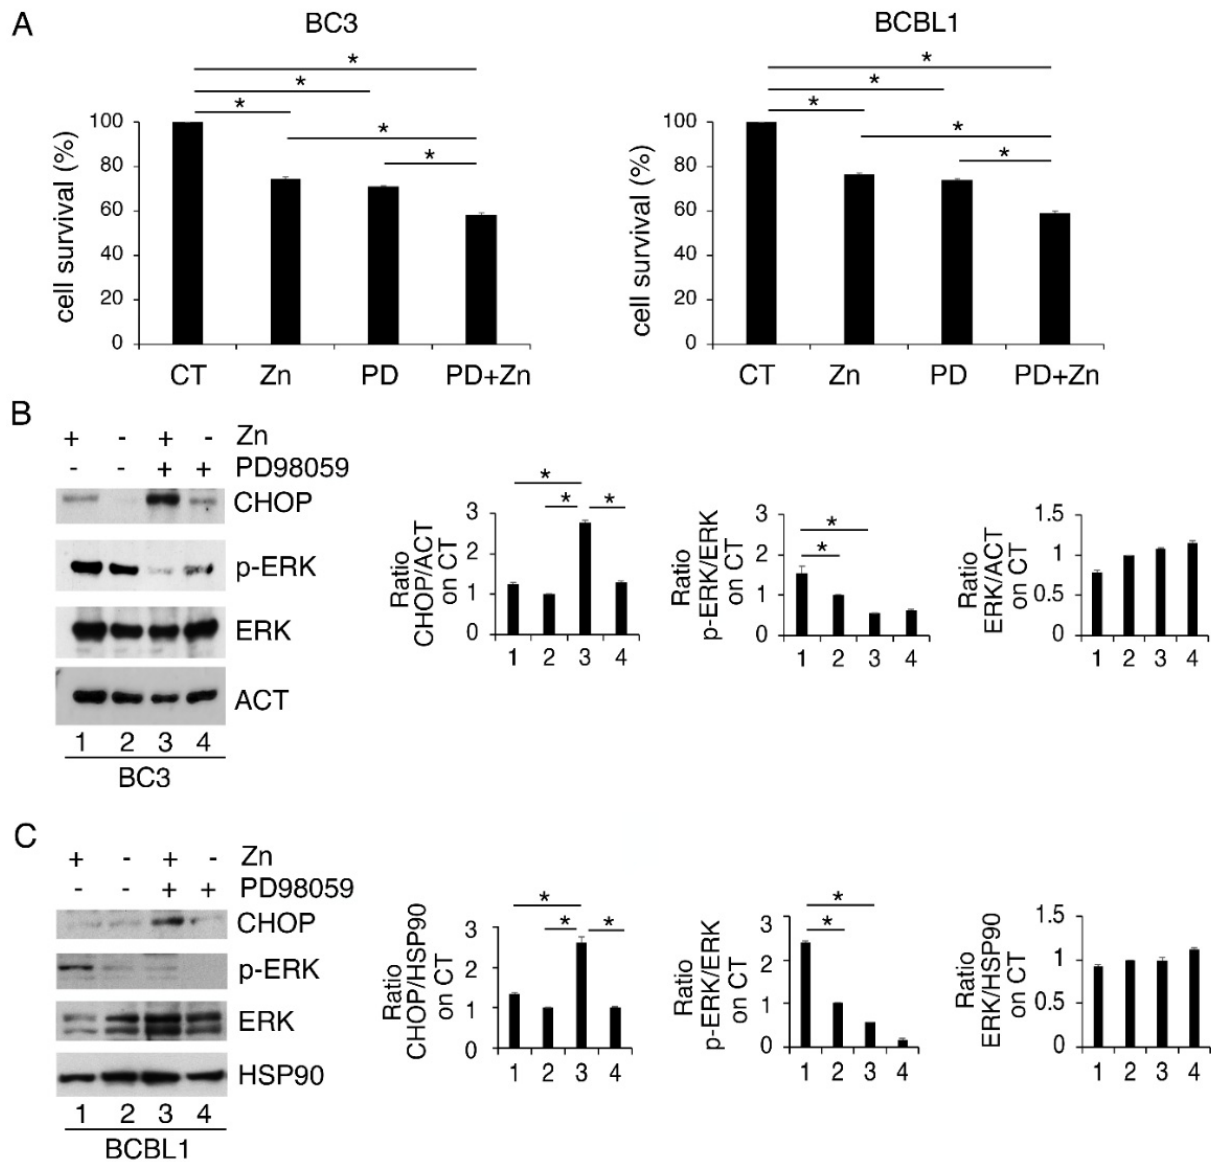 A
BC3
BCBL1
*
*
*
*
*
*
*
*
*
*
cell survival (%)
100
80
60
40
20
0
CT Zn PD PD+Zn
cell survival (%)
100
80
60
40
20
0
CT Zn PD PD+Zn
B
+ - + - Zn
- - + + PD98059
CHOP
p-ERK
ERK
ACT
1 2 3 4
BC3
Ratio
CHOP/ACT
on CT
3
2
1
0
* * *
1 2 3 4
Ratio
p-ERK/ERK
on CT
3
2
1
0
*
*
1 2 3 4
Ratio
ERK/ACT
on CT
1.5
1
0.5
0
1 2 3 4
C
+ - + - Zn
- - + + PD98059
CHOP
p-ERK
ERK
HSP90
1 2 3 4
BCBL1
Ratio
CHOP/HSP90
on CT
3
2
1
0
*
* *
1 2 3 4
Ratio
p-ERK/ERK
on CT
3
2
1
0
*
*
1 2 3 4
Ratio
ERK/HSP90
on CT
1.5
1
0.5
0
1 2 3 4